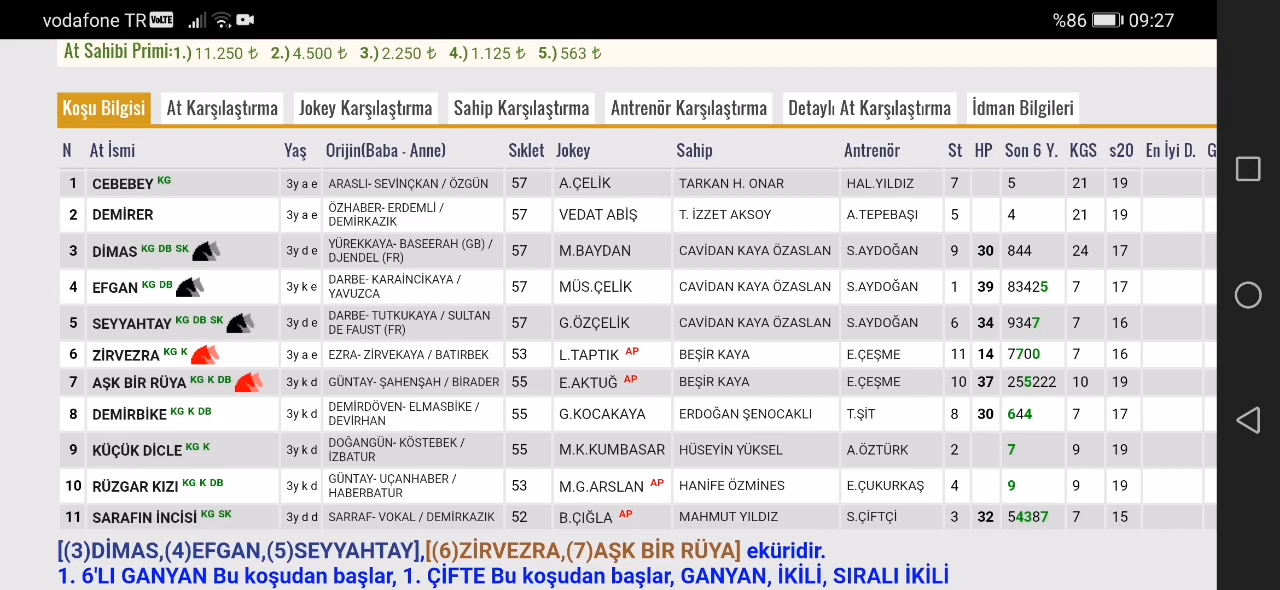 vodafone TR VoLTE %86 09:27
At Sahibi Primi:1.) 11.250 ₺ 2.) 4.500 ₺ 3.) 2.250 ₺ 4.) 1.125 ₺ 5.) 563 ₺
Koşu Bilgisi At Karşılaştırma Jokey Karşılaştırma Sahip Karşılaştırma Antrenör Karşılaştırma Detaylı At Karşılaştırma İdman Bilgileri
N At İsmi Yaş Orijin(Baba - Anne) Sıklet Jokey Sahip Antrenör St HP Son 6 Y. KGS s20 En İyi D. G
1 CEBEBEY KG 3y a e ARASLI- SEVİNÇKAN / ÖZGÜN 57 A.ÇELİK TARKAN H. ONAR HAL.YILDIZ 7 5 21 19
2 DEMİRER 3y a e ÖZHABER- ERDEMLİ / DEMİRKAZIK 57 VEDAT ABİŞ T. İZZET AKSOY A.TEPEBAŞI 5 4 21 19
3 DİMAS KG DB SK 3y d e YÜREKKAYA- BASEERAH (GB) / DJENDEL (FR) 57 M.BAYDAN CAVİDAN KAYA ÖZASLAN S.AYDOĞAN 9 30 844 24 17
4 EFGAN KG DB 3y k e DARBE- KARAİNCİKAYA / YAVUZCA 57 MÜS.ÇELİK CAVİDAN KAYA ÖZASLAN S.AYDOĞAN 1 39 83425 7 17
5 SEYYAHTAY KG DB SK 3y d e DARBE- TUTKUKAYA / SULTAN DE FAUST (FR) 57 G.ÖZÇELİK CAVİDAN KAYA ÖZASLAN S.AYDOĞAN 6 34 9347 7 16
6 ZİRVEZRA KG K 3y a e EZRA- ZİRVEKAYA / BATIRBEK 53 L.TAPTIK AP BEŞİR KAYA E.ÇEŞME 11 14 7700 7 16
7 AŞK BİR RÜYA KG K DB 3y k d GÜNTAY- ŞAHENŞAH / BİRADER 55 E.AKTUĞ AP BEŞİR KAYA E.ÇEŞME 10 37 255222 10 19
8 DEMİRBİKE KG K DB 3y k d DEMİRDÖVEN- ELMASBİKE / DEVİRHAN 55 G.KOCAKAYA ERDOĞAN ŞENOCAKLI T.ŞİT 8 30 644 7 17
9 KÜÇÜK DİCLE KG K 3y k d DOĞANGÜN- KÖSTEBEK / İZBATUR 55 M.K.KUMBASAR HÜSEYİN YÜKSEL A.ÖZTÜRK 2 7 9 19
10 RÜZGAR KIZI KG K DB 3y k d GÜNTAY- UÇANHABER / HABERBATUR 53 M.G.ARSLAN AP HANİFE ÖZMİNES E.ÇUKURKAŞ 4 9 9 19
11 SARAFIN İNCİSİ KG SK 3y d d SARRAF- VOKAL / DEMİRKAZIK 52 B.ÇIĞLA AP MAHMUT YILDIZ S.ÇİFTÇİ 3 32 54387 7 15
[(3)DİMAS,(4)EFGAN,(5)SEYYAHTAY],[(6)ZİRVEZRA,(7)AŞK BİR RÜYA] eküridir.
1. 6'LI GANYAN Bu koşudan başlar, 1. ÇİFTE Bu koşudan başlar, GANYAN, İKİLİ, SIRALI İKİLİ